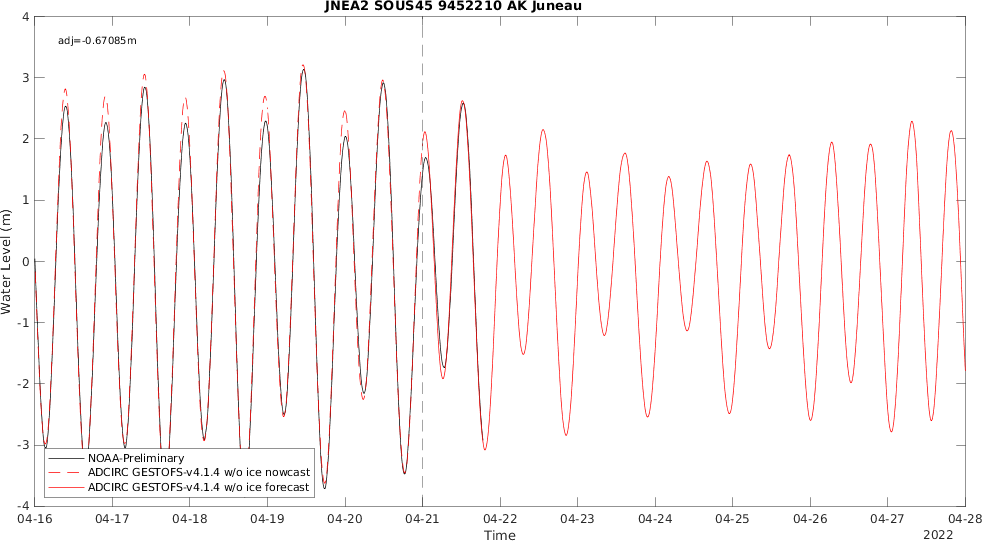 JNEA2 SOUS45 9452210 AK Juneau
adj=-0.67085m
4
3
2
1
0
-1
-2
-3
-4
Water Level (m)
NOAA-Preliminary
ADCIRC GESTOFS-v4.1.4 w/o ice nowcast
ADCIRC GESTOFS-v4.1.4 w/o ice forecast
04-16 04-17 04-18 04-19 04-20 04-21 04-22 04-23 04-24 04-25 04-26 04-27 04-28
Time
2022